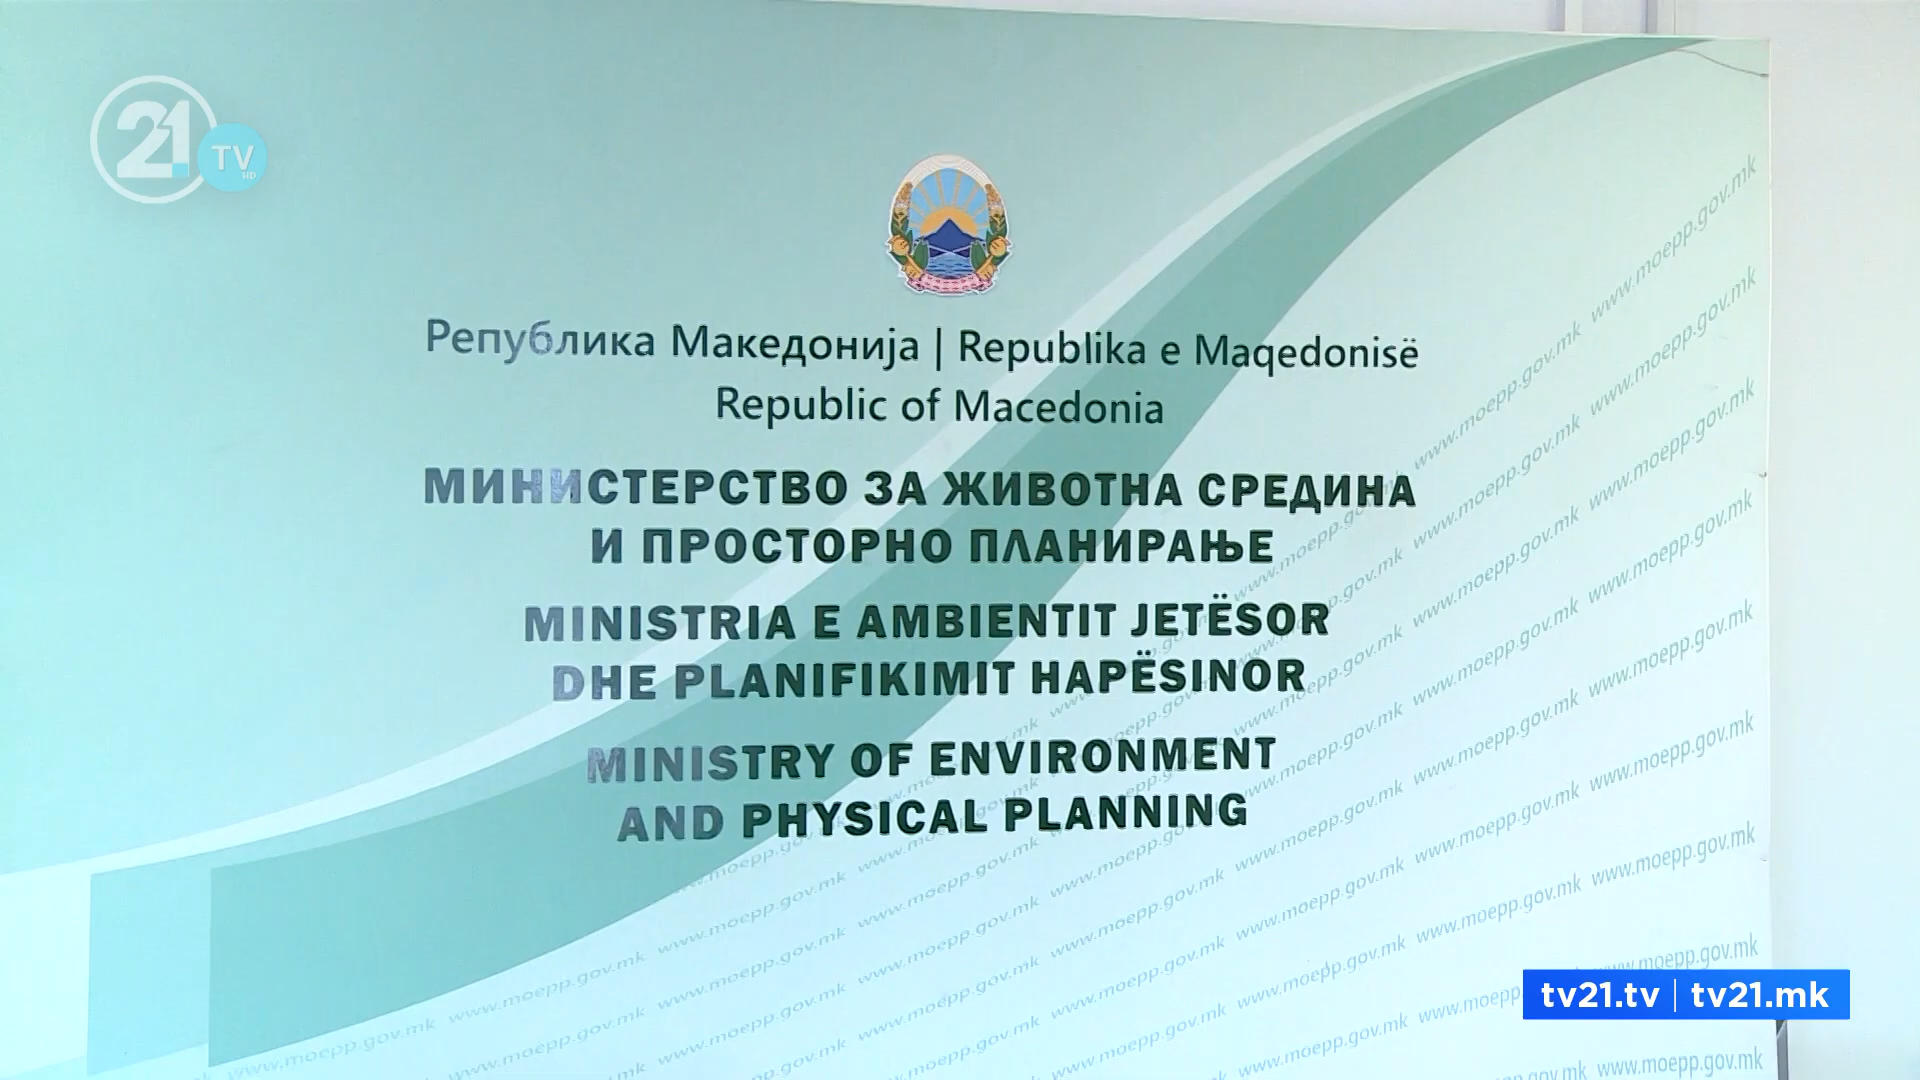 21 TV HD
Република Македонија | Republika e Maqedonisë
Republic of Macedonia
МИНИСТЕРСТВО ЗА ЖИВОТНА СРЕДИНА
И ПРОСТОРНО ПЛАНИРАЊЕ
MINISTRIA E AMBIENTIT JETËSOR
DHE PLANIFIKIMIT HAPËSINOR
MINISTRY OF ENVIRONMENT
AND PHYSICAL PLANNING
www.moepp.gov.mk
tv21.tv | tv21.mk